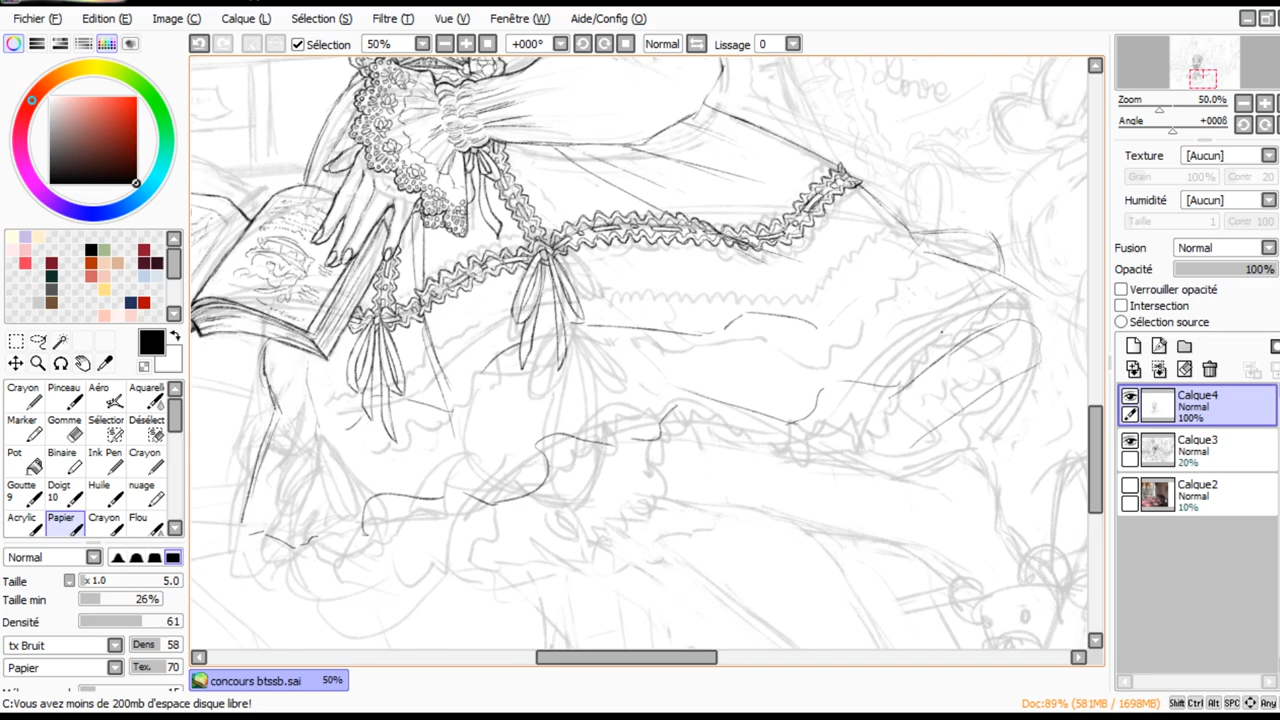 Fichier (F) Edition (E) Image (C) Calque (L) Sélection (S) Filtre (T) Vue (V) Fenêtre (W) Aide/Config (O)
Sélection 50% +000° Normal Lissage 0
Zoom 50.0%
Angle +000ß
Texture [Aucun]
Grain 100% Contr 20
Humidité [Aucun]
Taille 1 Contr 100
Fusion Normal
Opacité 100%
Verrouiller opacité
Intersection
Sélection source
Calque4
Normal
100%
Calque3
Normal
20%
Calque2
Normal
10%
Crayon Pinceau Aéro Aquarell
Marker Gomme Sélection Désélect
Pot Binaire Ink Pen Crayon
Goutte Doigt Huile nuage
9 10
Acrylic Papier Crayon Flou
Normal
Taille x 1.0 5.0
Taille min 26%
Densité 61
tx Bruit Dens 58
Papier Tex. 70
concours btssb.sai 50%
C:Vous avez moins de 200mb d'espace disque libre!
Doc:89% (581MB / 1698MB) Shift Ctrl Alt SPC Any